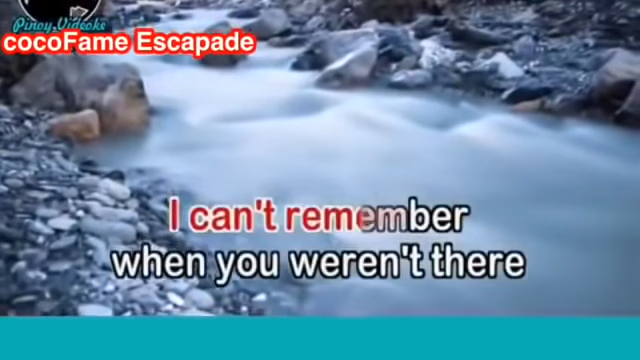 Pinoy Videoke
cocoFame Escapade
I can't remember
when you weren't there